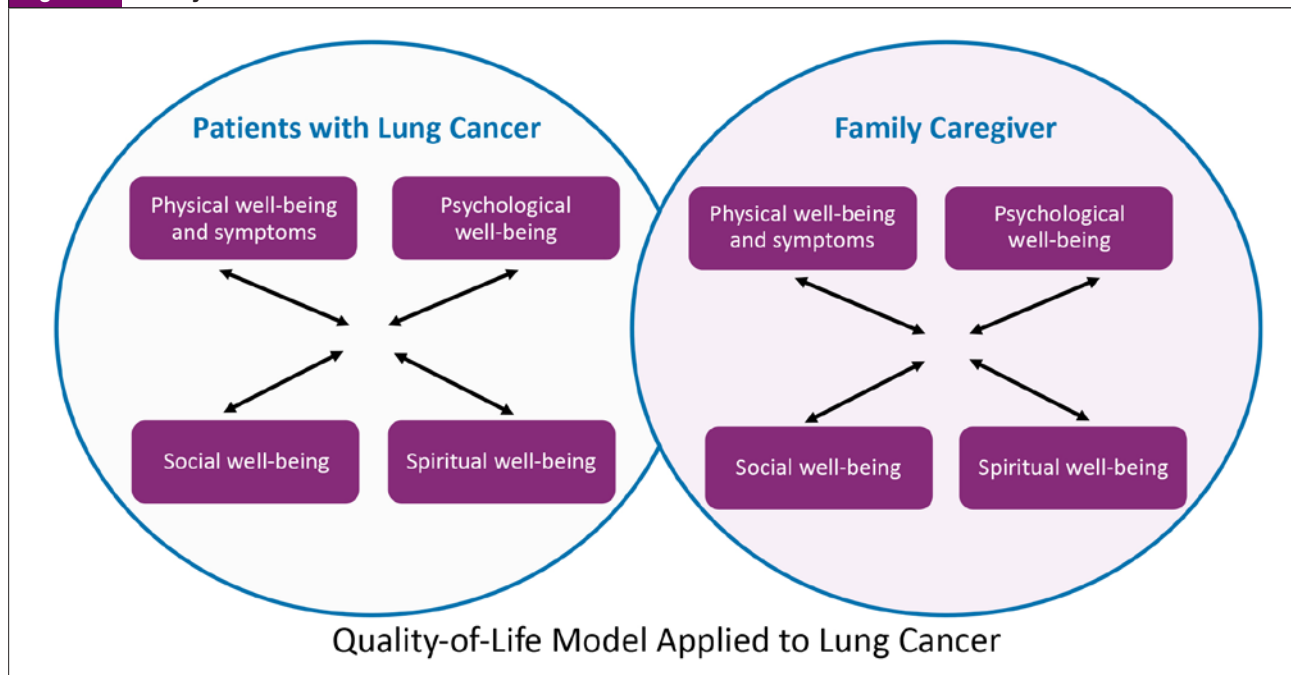 Patients with Lung Cancer
Physical well-being
and symptoms
Psychological
well-being
Social well-being
Spiritual well-being
Family Caregiver
Physical well-being
and symptoms
Psychological
well-being
Social well-being
Spiritual well-being
Quality-of-Life Model Applied to Lung Cancer